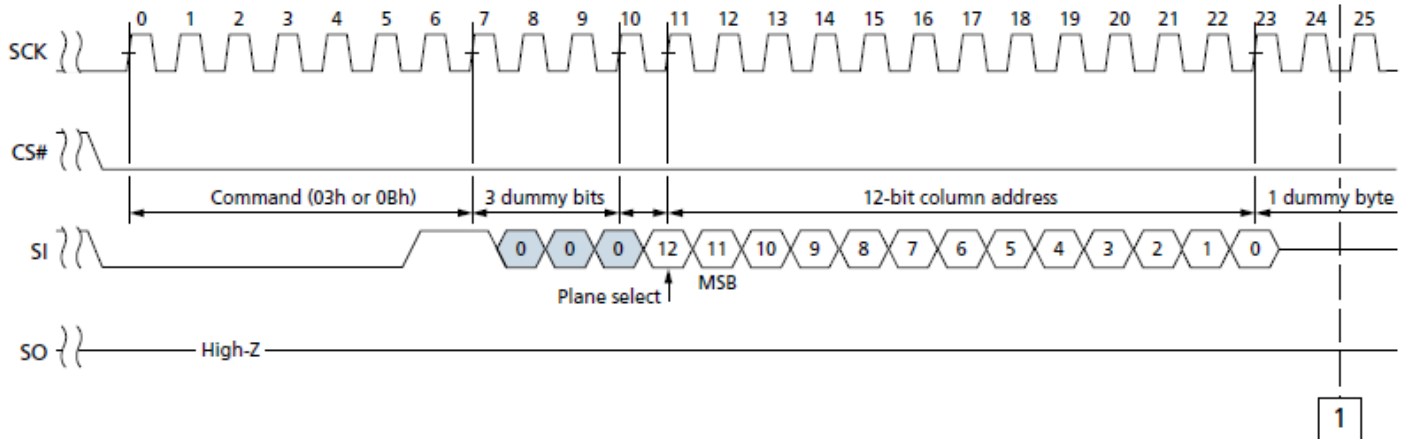 0 1 2 3 4 5 6 7 8 9 10 11 12 13 14 15 16 17 18 19 20 21 22 23 24 25
SCK
CS#
Command (03h or 0Bh) 3 dummy bits 12-bit column address 1 dummy byte
SI 0 0 0 12 11 10 9 8 7 6 5 4 3 2 1 0
Plane select MSB
SO High-Z
1